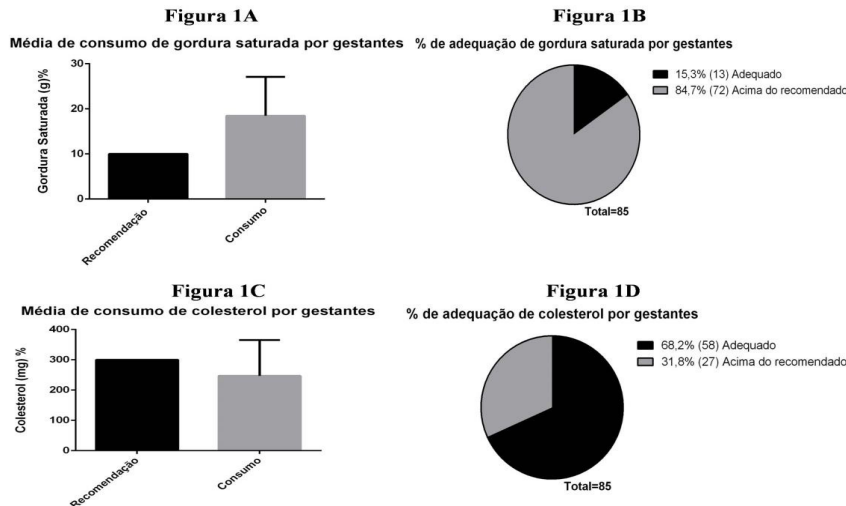 Figura 1A
Média de consumo de gordura saturada por gestantes
Gordura Saturada (g)%
30
20
10
0
Recomendação
Consumo
Figura 1B
% de adequação de gordura saturada por gestantes
15,3% (13) Adequado
84,7% (72) Acima do recomendado
Total=85
Figura 1C
Média de consumo de colesterol por gestantes
Colesterol (mg) %
400
300
200
100
0
Recomendação
Consumo
Figura 1D
% de adequação de colesterol por gestantes
68,2% (58) Adequado
31,8% (27) Acima do recomendado
Total=85